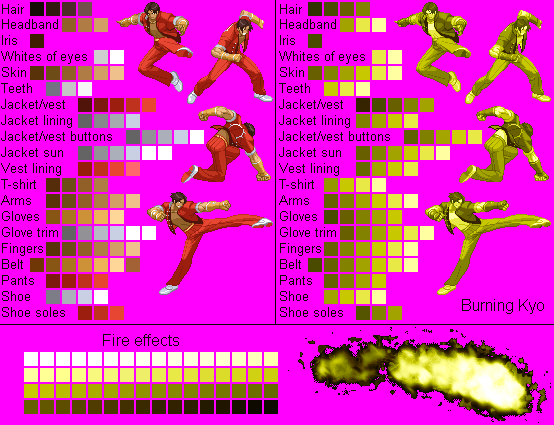 Hair
Headband
Iris
Whites of eyes
Skin
Teeth
Jacket/vest
Jacket lining
Jacket/vest buttons
Jacket sun
Vest lining
T-shirt
Arms
Gloves
Glove trim
Fingers
Belt
Pants
Shoe
Shoe soles
Hair
Headband
Iris
Whites of eyes
Skin
Teeth
Jacket/vest
Jacket lining
Jacket/vest buttons
Jacket sun
Vest lining
T-shirt
Arms
Gloves
Glove trim
Fingers
Belt
Pants
Shoe
Shoe soles
Burning Kyo
Fire effects